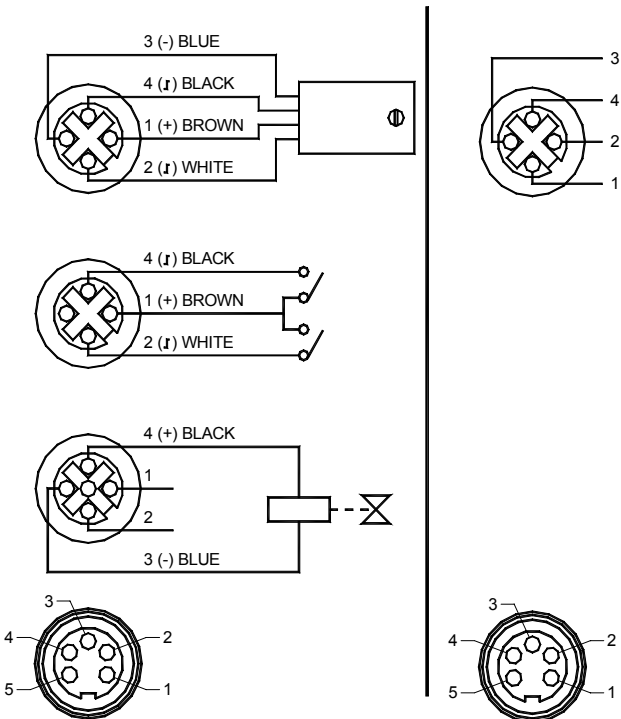 3 (-) BLUE
4 (ɿ) BLACK
1 (+) BROWN
2 (ɿ) WHITE
4 (ɿ) BLACK
1 (+) BROWN
2 (ɿ) WHITE
4 (+) BLACK
1
2
3 (-) BLUE
3
4
2
5
1
3
4
2
1
3
4
2
5
1